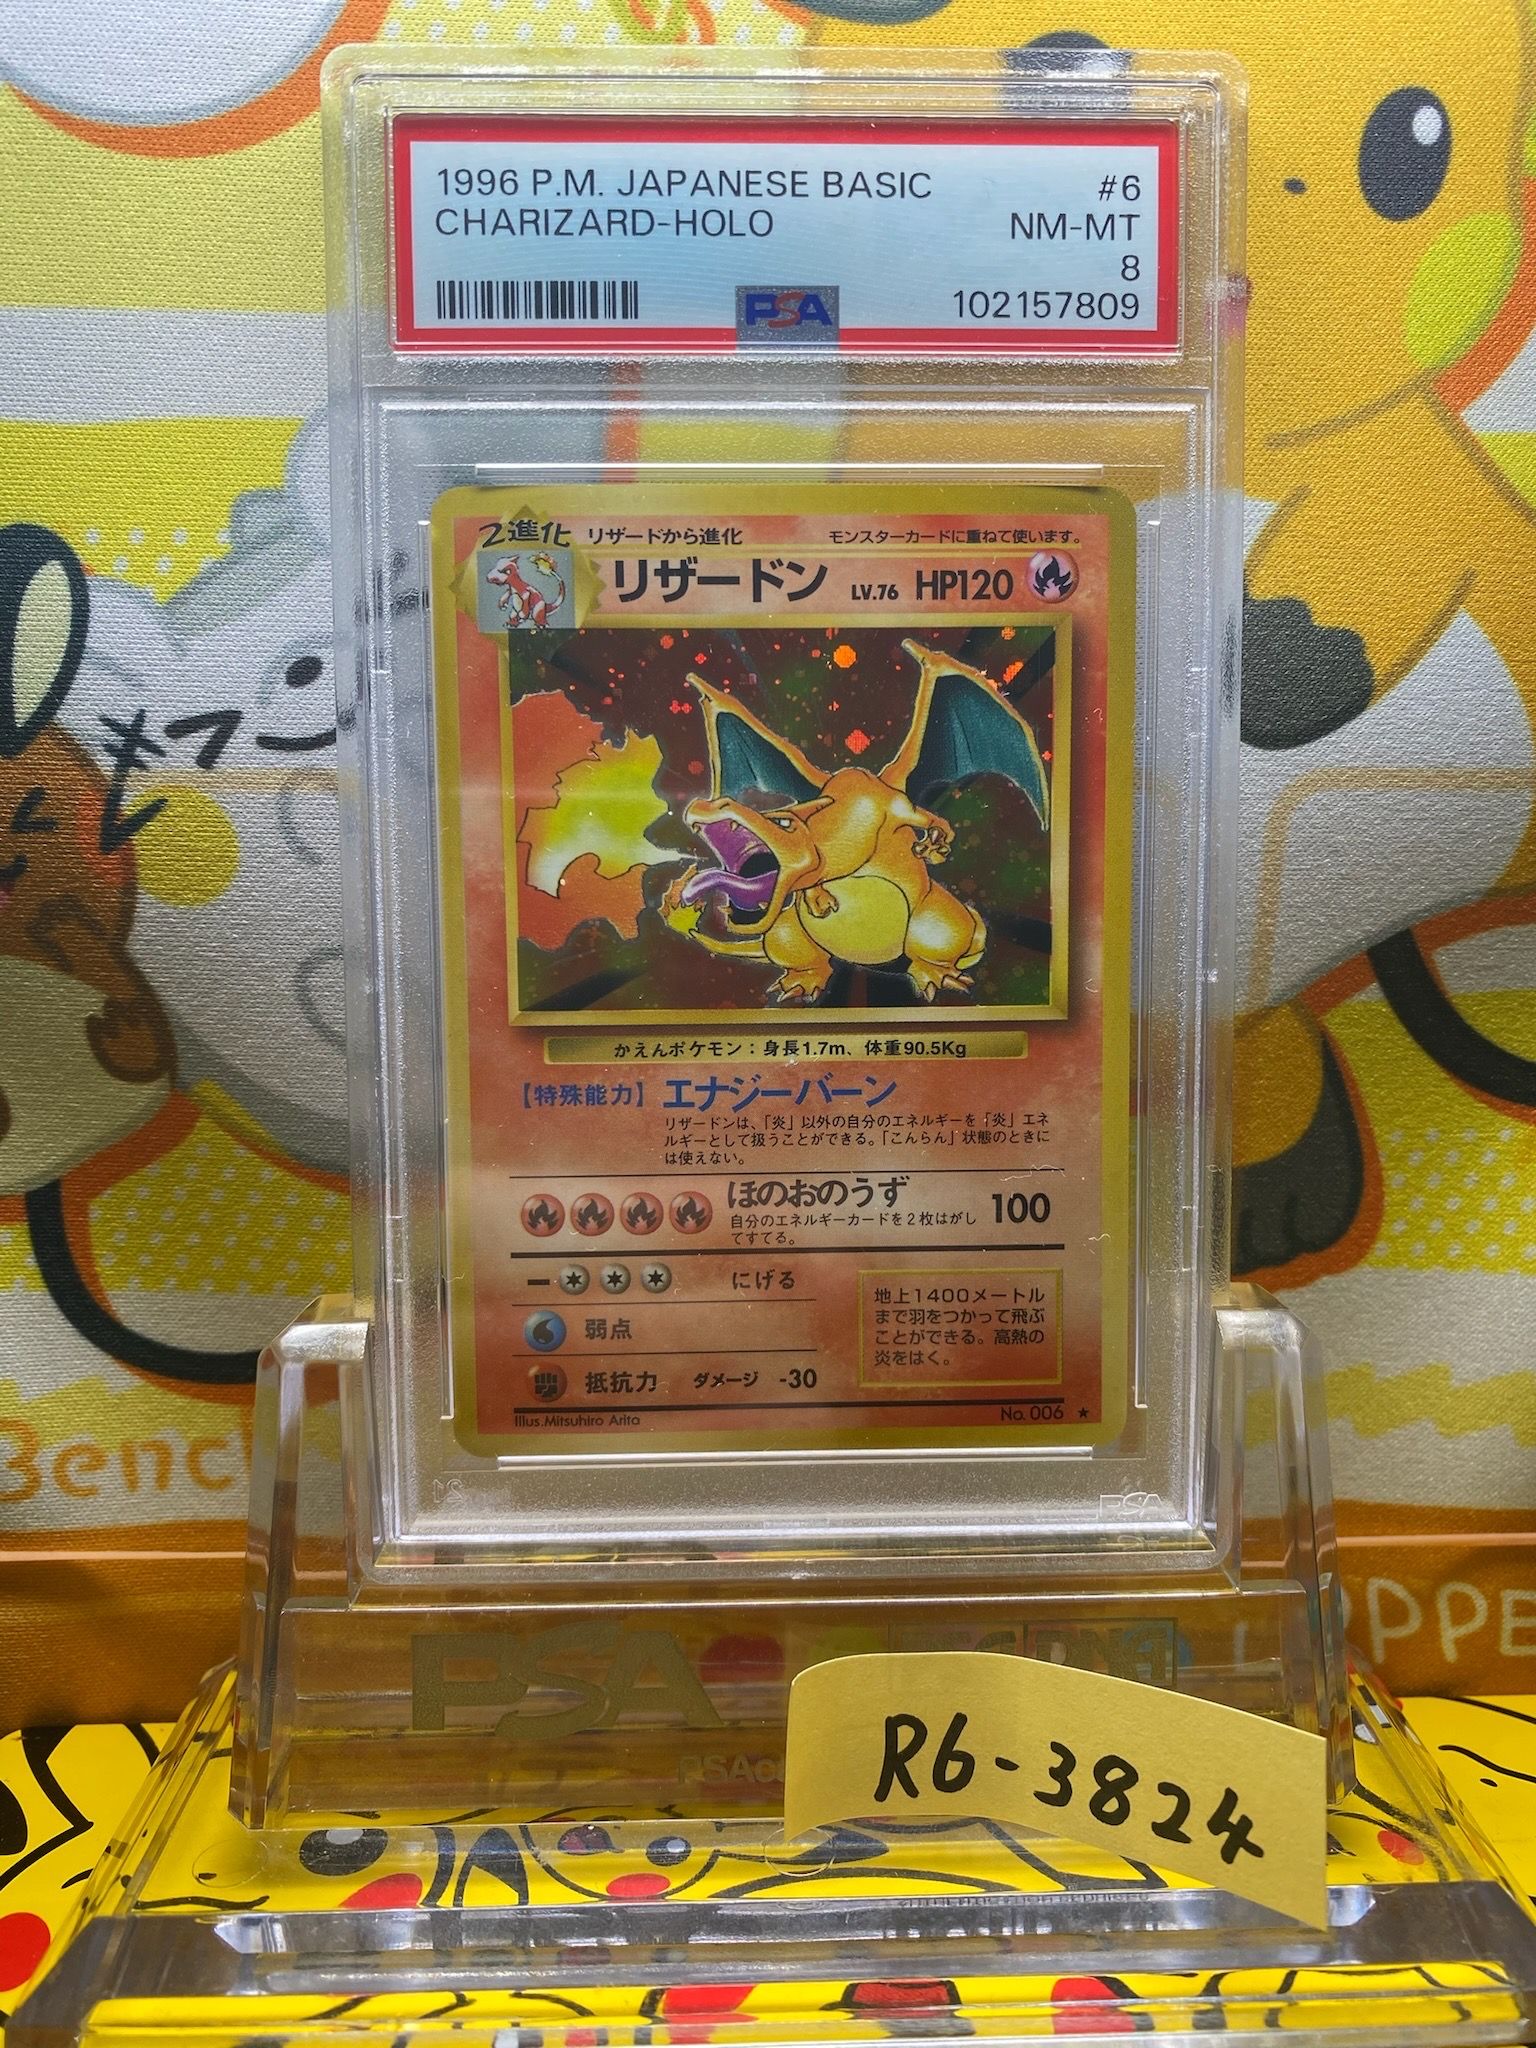 1996 P.M. JAPANESE BASIC #6
CHARIZARD-HOLO NM-MT
8
PSA 102157809
2進化 リザードから進化 モンスターカードに重ねて使います。
リザードン LV.76 HP120
かえんポケモン：身長1.7m、体重90.5Kg
【特殊能力】 エナジーバーン
リザードンは、「炎」以外の自分のエネルギーを「炎」エネ
ルギーとして扱うことができる。「こんらん」状態のときに
は使えない。
ほのおのうず 100
自分のエネルギーカードを2枚はがし
てすてる。
にげる
弱点
抵抗力 ダメージ -30
地上1400メートル
まで羽をつかって飛ぶ
ことができる。高熱の
炎をはく。
Illus.Mitsuhiro Arita No. 006 ★
PSA
PSA
R6-3824